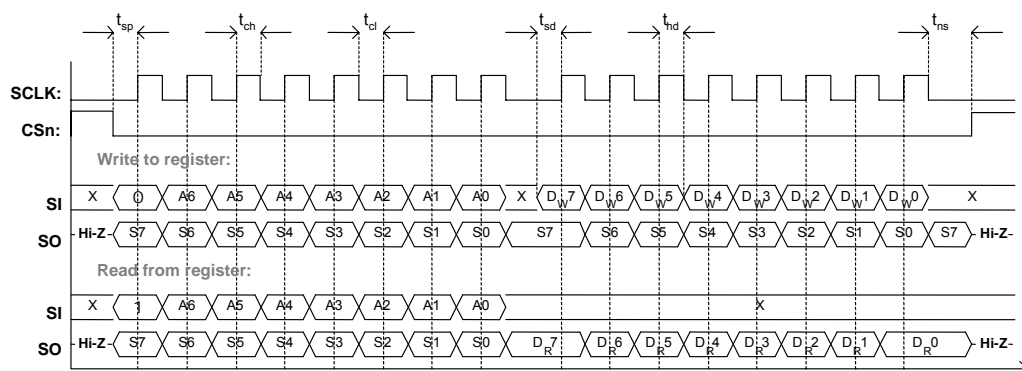 tsp tch tcl tsd thd tns
SCLK:
CSn:
Write to register:
SI X 0 A6 A5 A4 A3 A2 A1 A0 X DW7 DW6 DW5 DW4 DW3 DW2 DW1 DW0 X
SO Hi-Z S7 S6 S5 S4 S3 S2 S1 S0 S7 S6 S5 S4 S3 S2 S1 S0 S7 Hi-Z
Read from register:
SI X 1 A6 A5 A4 A3 A2 A1 A0 X
SO Hi-Z S7 S6 S5 S4 S3 S2 S1 S0 DR7 DR6 DR5 DR4 DR3 DR2 DR1 DR0 Hi-Z